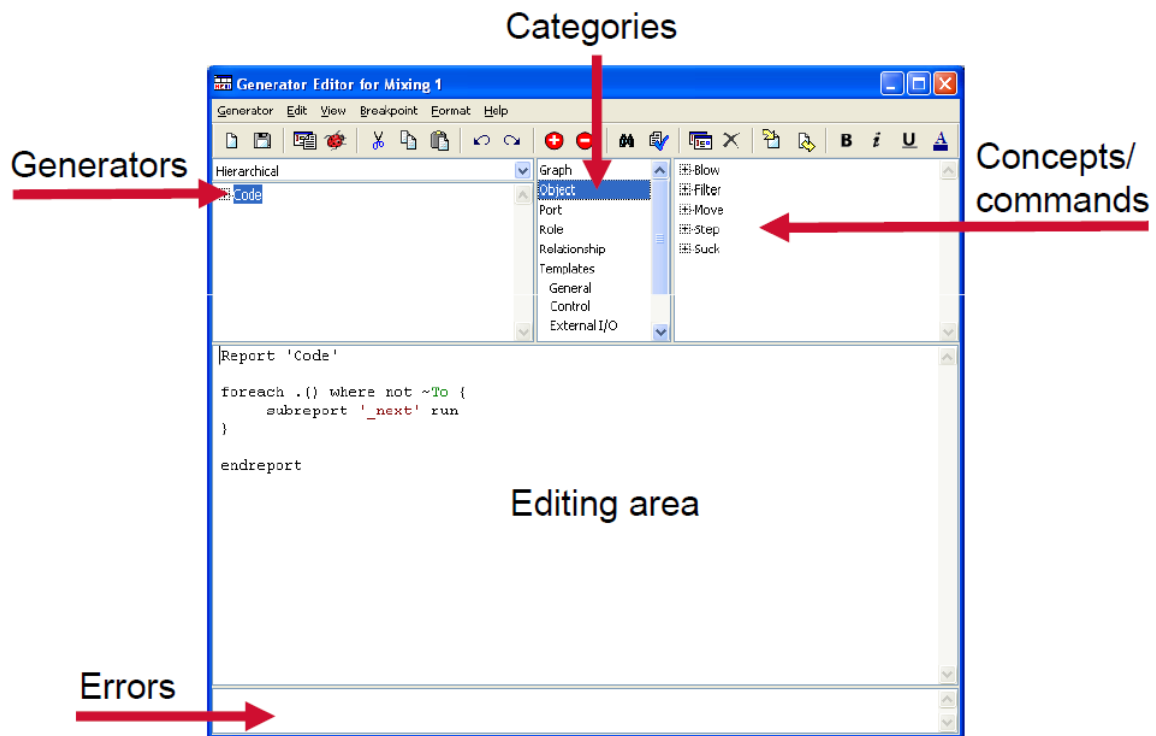 Categories
Generator Editor for Mixing 1
Generator Edit View Breakpoint Format Help
B i U A
Generators
Hierarchical
Code
Graph
Object
Port
Role
Relationship
Templates
General
Control
External I/O
Blow
Filter
Move
Step
Suck
Concepts/
commands
Report 'Code'
foreach .() where not ~To {
subreport '_next' run
}
endreport
Editing area
Errors